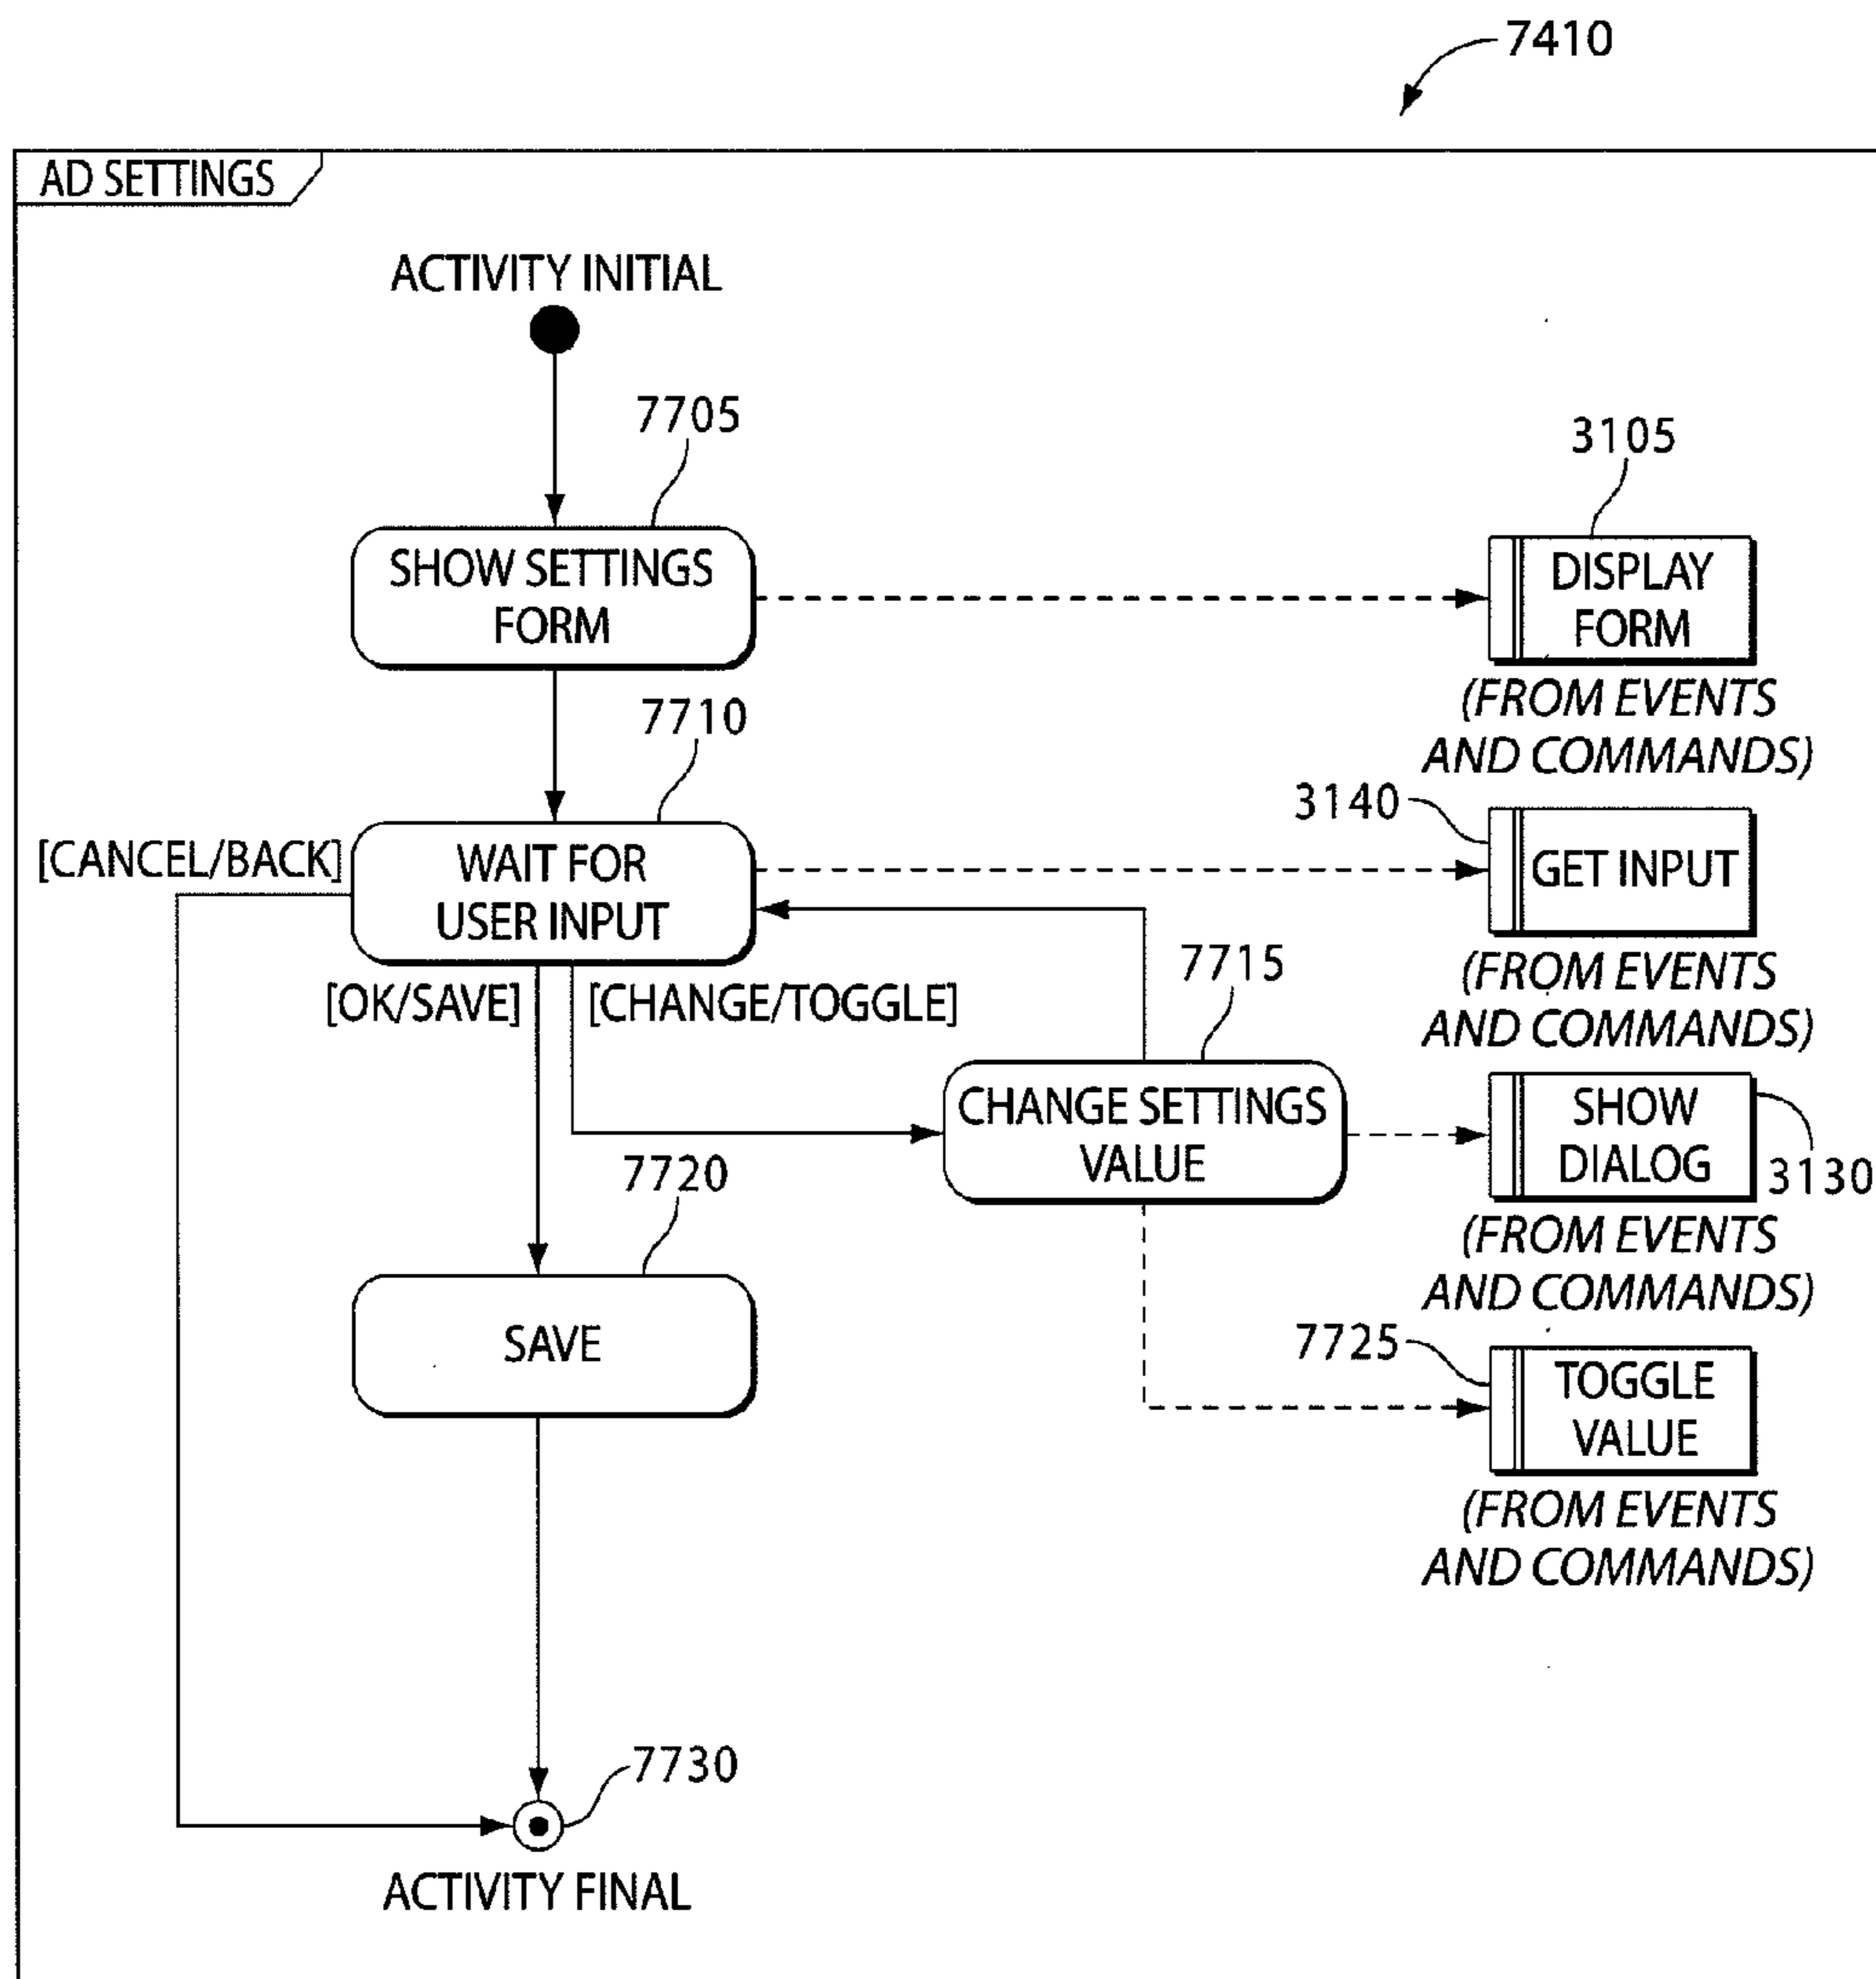 7410
AD SETTINGS
ACTIVITY INITIAL
7705
SHOW SETTINGS
FORM
3105
DISPLAY
FORM
(FROM EVENTS
AND COMMANDS)
7710
[CANCEL/BACK]
WAIT FOR
USER INPUT
3140
GET INPUT
(FROM EVENTS
AND COMMANDS)
[OK/SAVE]
[CHANGE/TOGGLE]
7715
CHANGE SETTINGS
VALUE
SHOW
DIALOG
3130
(FROM EVENTS
AND COMMANDS)
7720
SAVE
7725
TOGGLE
VALUE
(FROM EVENTS
AND COMMANDS)
7730
ACTIVITY FINAL